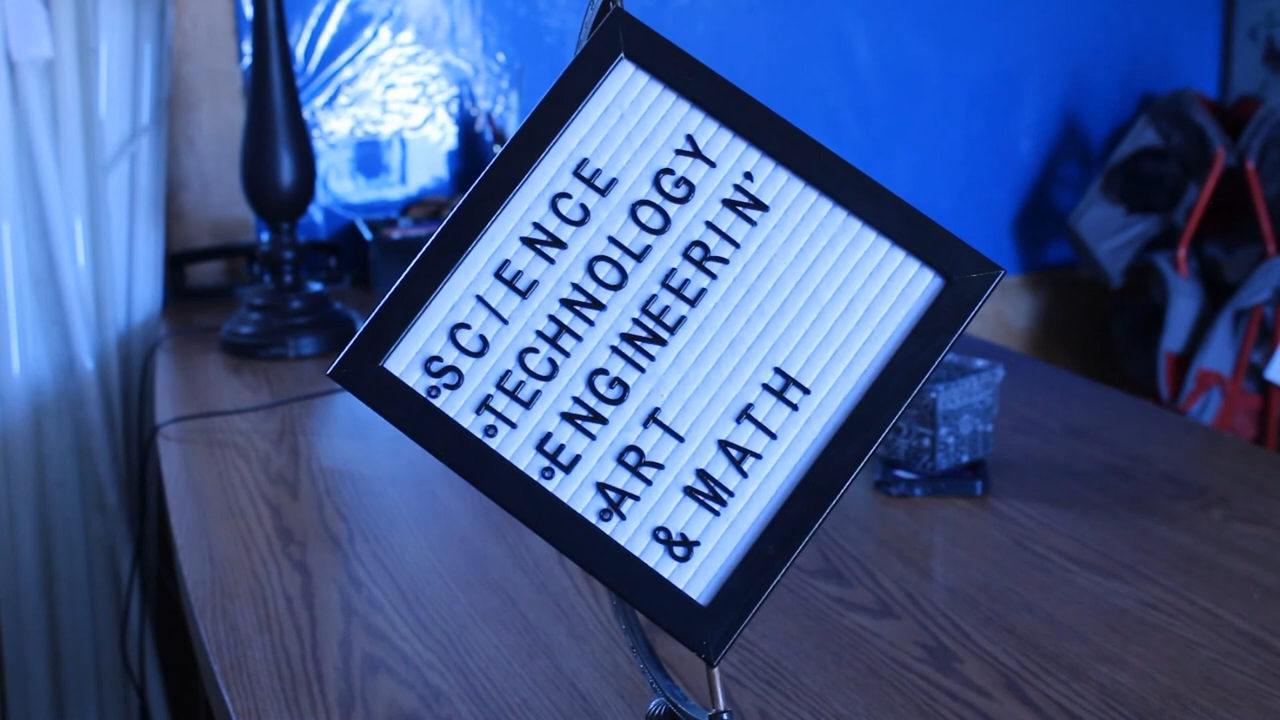 °SCIENCE
°TECHNOLOGY
°ENGINEERIN'
°ART
& MATH